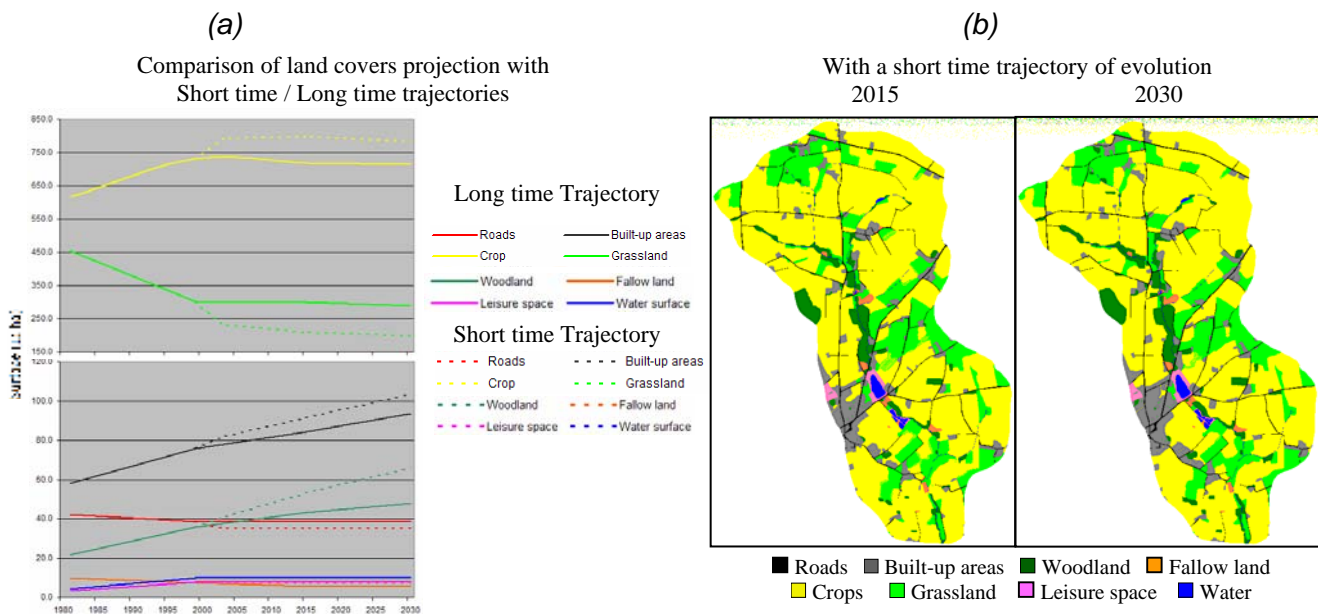 (a)
Comparison of land covers projection with
Short time / Long time trajectories
850.0
750.0
650.0
550.0
450.0
350.0
250.0
150.0
120.0
100.0
80.0
60.0
40.0
20.0
0.0
1980 1985 1990 1995 2000 2005 2010 2015 2020 2025 2030
Long time Trajectory
Roads Built-up areas
Crop Grassland
Woodland Fallow land
Leisure space Water surface
Short time Trajectory
Roads Built-up areas
Crop Grassland
Woodland Fallow land
Leisure space Water surface
(b)
With a short time trajectory of evolution
2015 2030
Roads Built-up areas Woodland Fallow land
Crops Grassland Leisure space Water